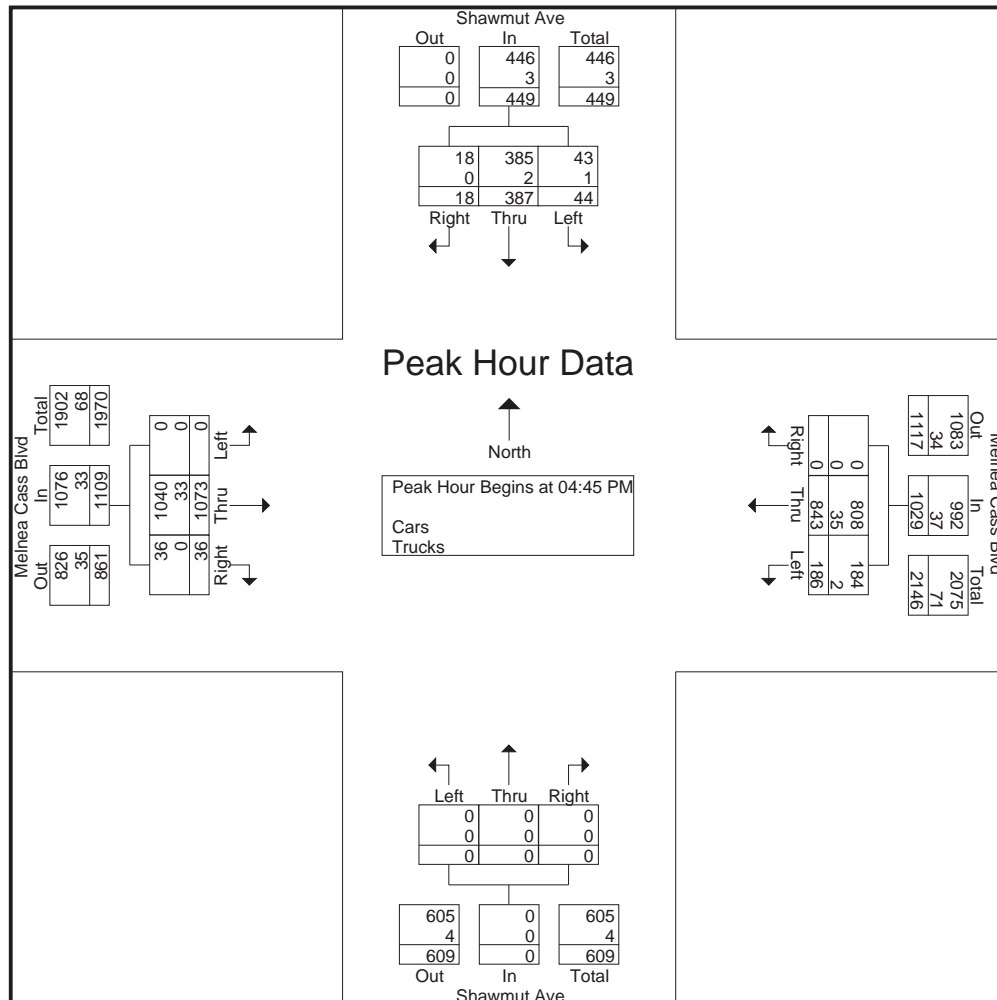 Shawmut Ave
Out In Total
0 446 446
0 3 3
0 449 449
18 385 43
0 2 1
18 387 44
Right Thru Left
Peak Hour Data
North
Peak Hour Begins at 04:45 PM
Cars
Trucks
Melnea Cass Blvd
Out In Total
826 1076 1902
35 33 68
861 1109 1970
Right Thru Left
36 1040 0
0 33 0
36 1073 0
Melnea Cass Blvd
Out In Total
1083 992 2075
34 37 71
1117 1029 2146
0 808 184
0 35 2
0 843 186
Right Thru Left
Left Thru Right
0 0 0
0 0 0
0 0 0
605 0 605
4 0 4
609 0 609
Out In Total
Shawmut Ave